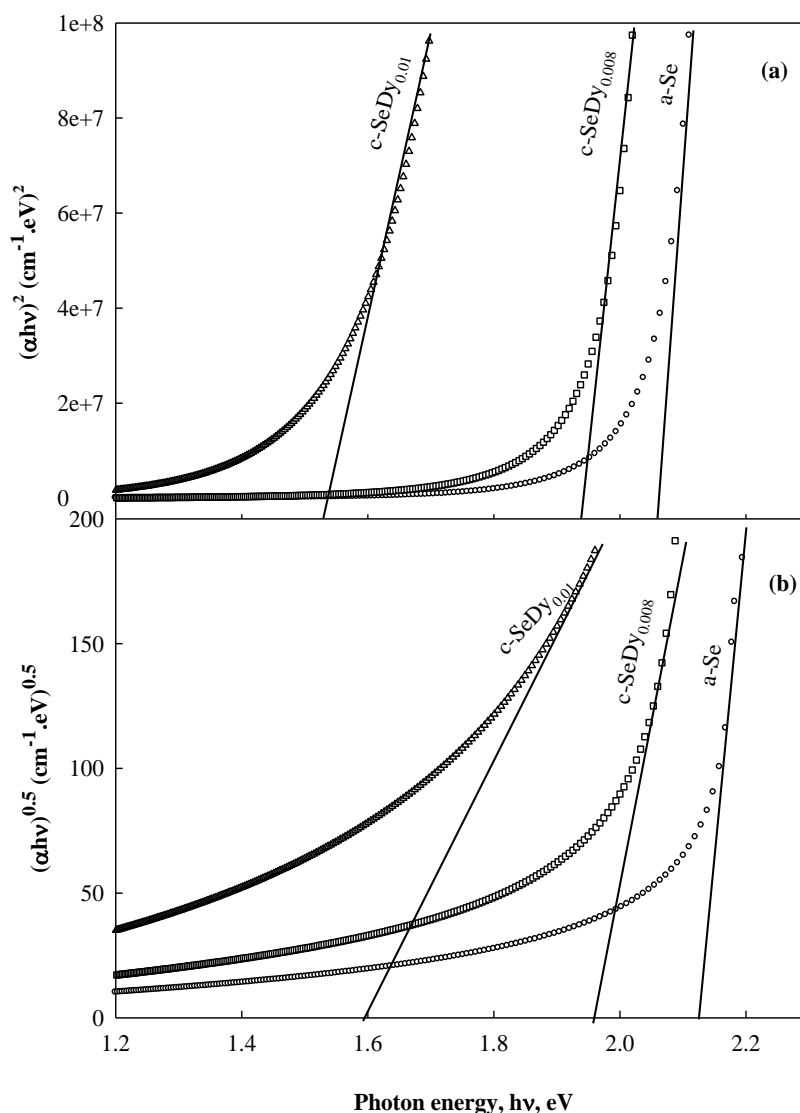 1e+8
8e+7
6e+7
4e+7
2e+7
0
(αhν)² (cm⁻¹.eV)²
c-SeDy₀.₀₁
c-SeDy₀.₀₀₈
a-Se
(a)
200
150
100
50
0
(αhν)⁰·⁵ (cm⁻¹.eV)⁰·⁵
c-SeDy₀.₀₁
c-SeDy₀.₀₀₈
a-Se
(b)
1.2 1.4 1.6 1.8 2.0 2.2
Photon energy, hν, eV